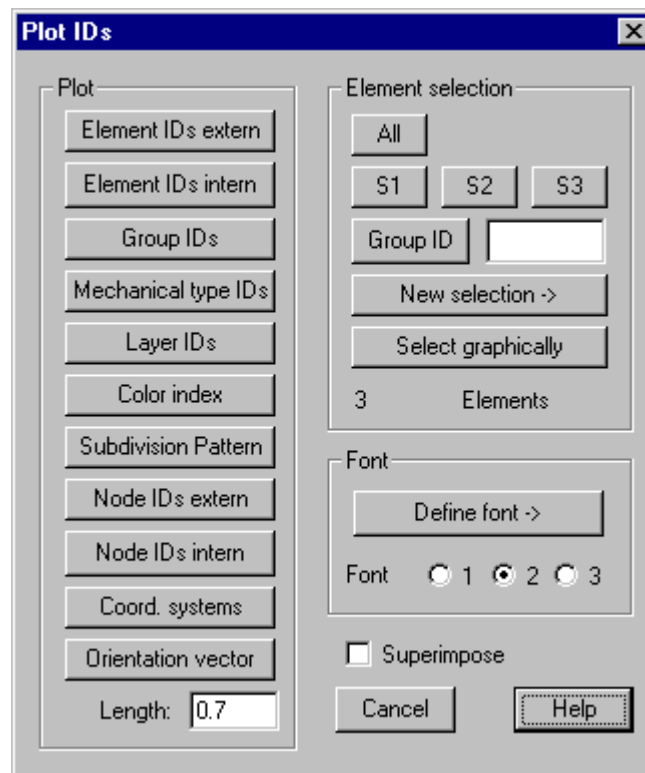 Plot IDs
Plot
Element IDs extern
Element IDs intern
Group IDs
Mechanical type IDs
Layer IDs
Color index
Subdivision Pattern
Node IDs extern
Node IDs intern
Coord. systems
Orientation vector
Length: 0.7
Element selection
All
S1 S2 S3
Group ID
New selection ->
Select graphically
3 Elements
Font
Define font ->
Font 1 2 3
Superimpose
Cancel Help